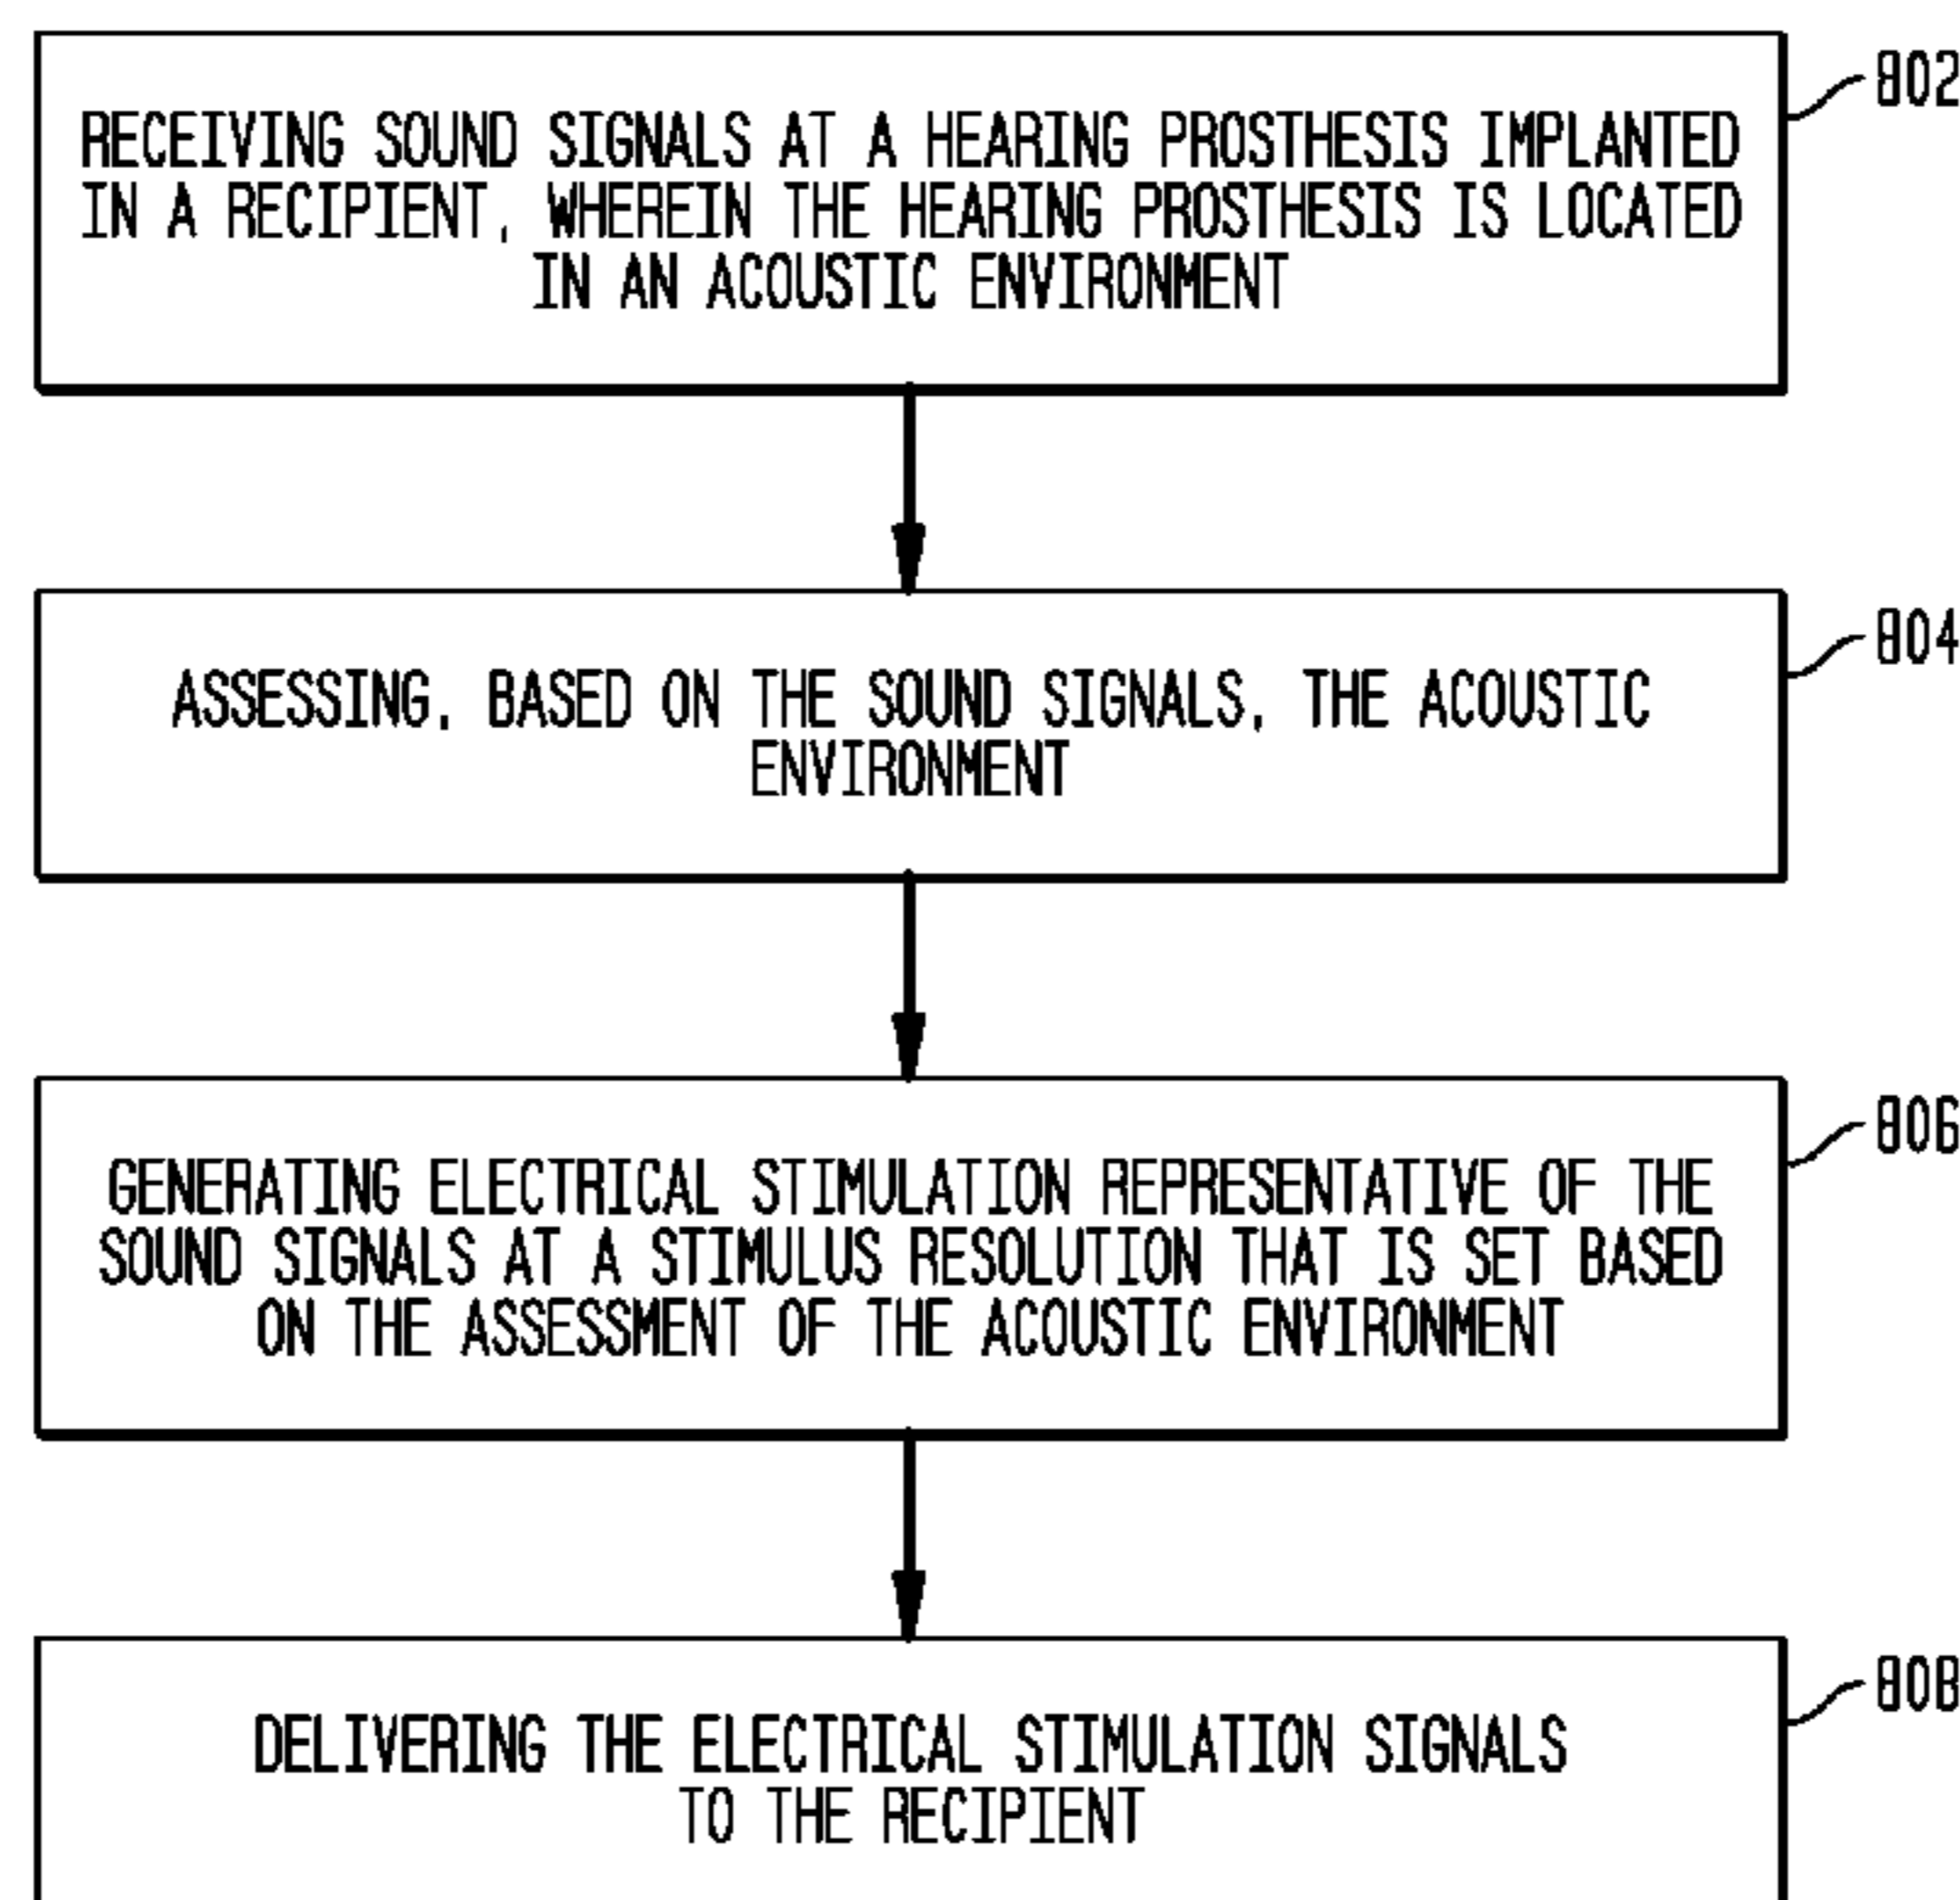 802
RECEIVING SOUND SIGNALS AT A HEARING PROSTHESIS IMPLANTED
IN A RECIPIENT, WHEREIN THE HEARING PROSTHESIS IS LOCATED
IN AN ACOUSTIC ENVIRONMENT
804
ASSESSING, BASED ON THE SOUND SIGNALS, THE ACOUSTIC
ENVIRONMENT
806
GENERATING ELECTRICAL STIMULATION REPRESENTATIVE OF THE
SOUND SIGNALS AT A STIMULUS RESOLUTION THAT IS SET BASED
ON THE ASSESSMENT OF THE ACOUSTIC ENVIRONMENT
808
DELIVERING THE ELECTRICAL STIMULATION SIGNALS
TO THE RECIPIENT